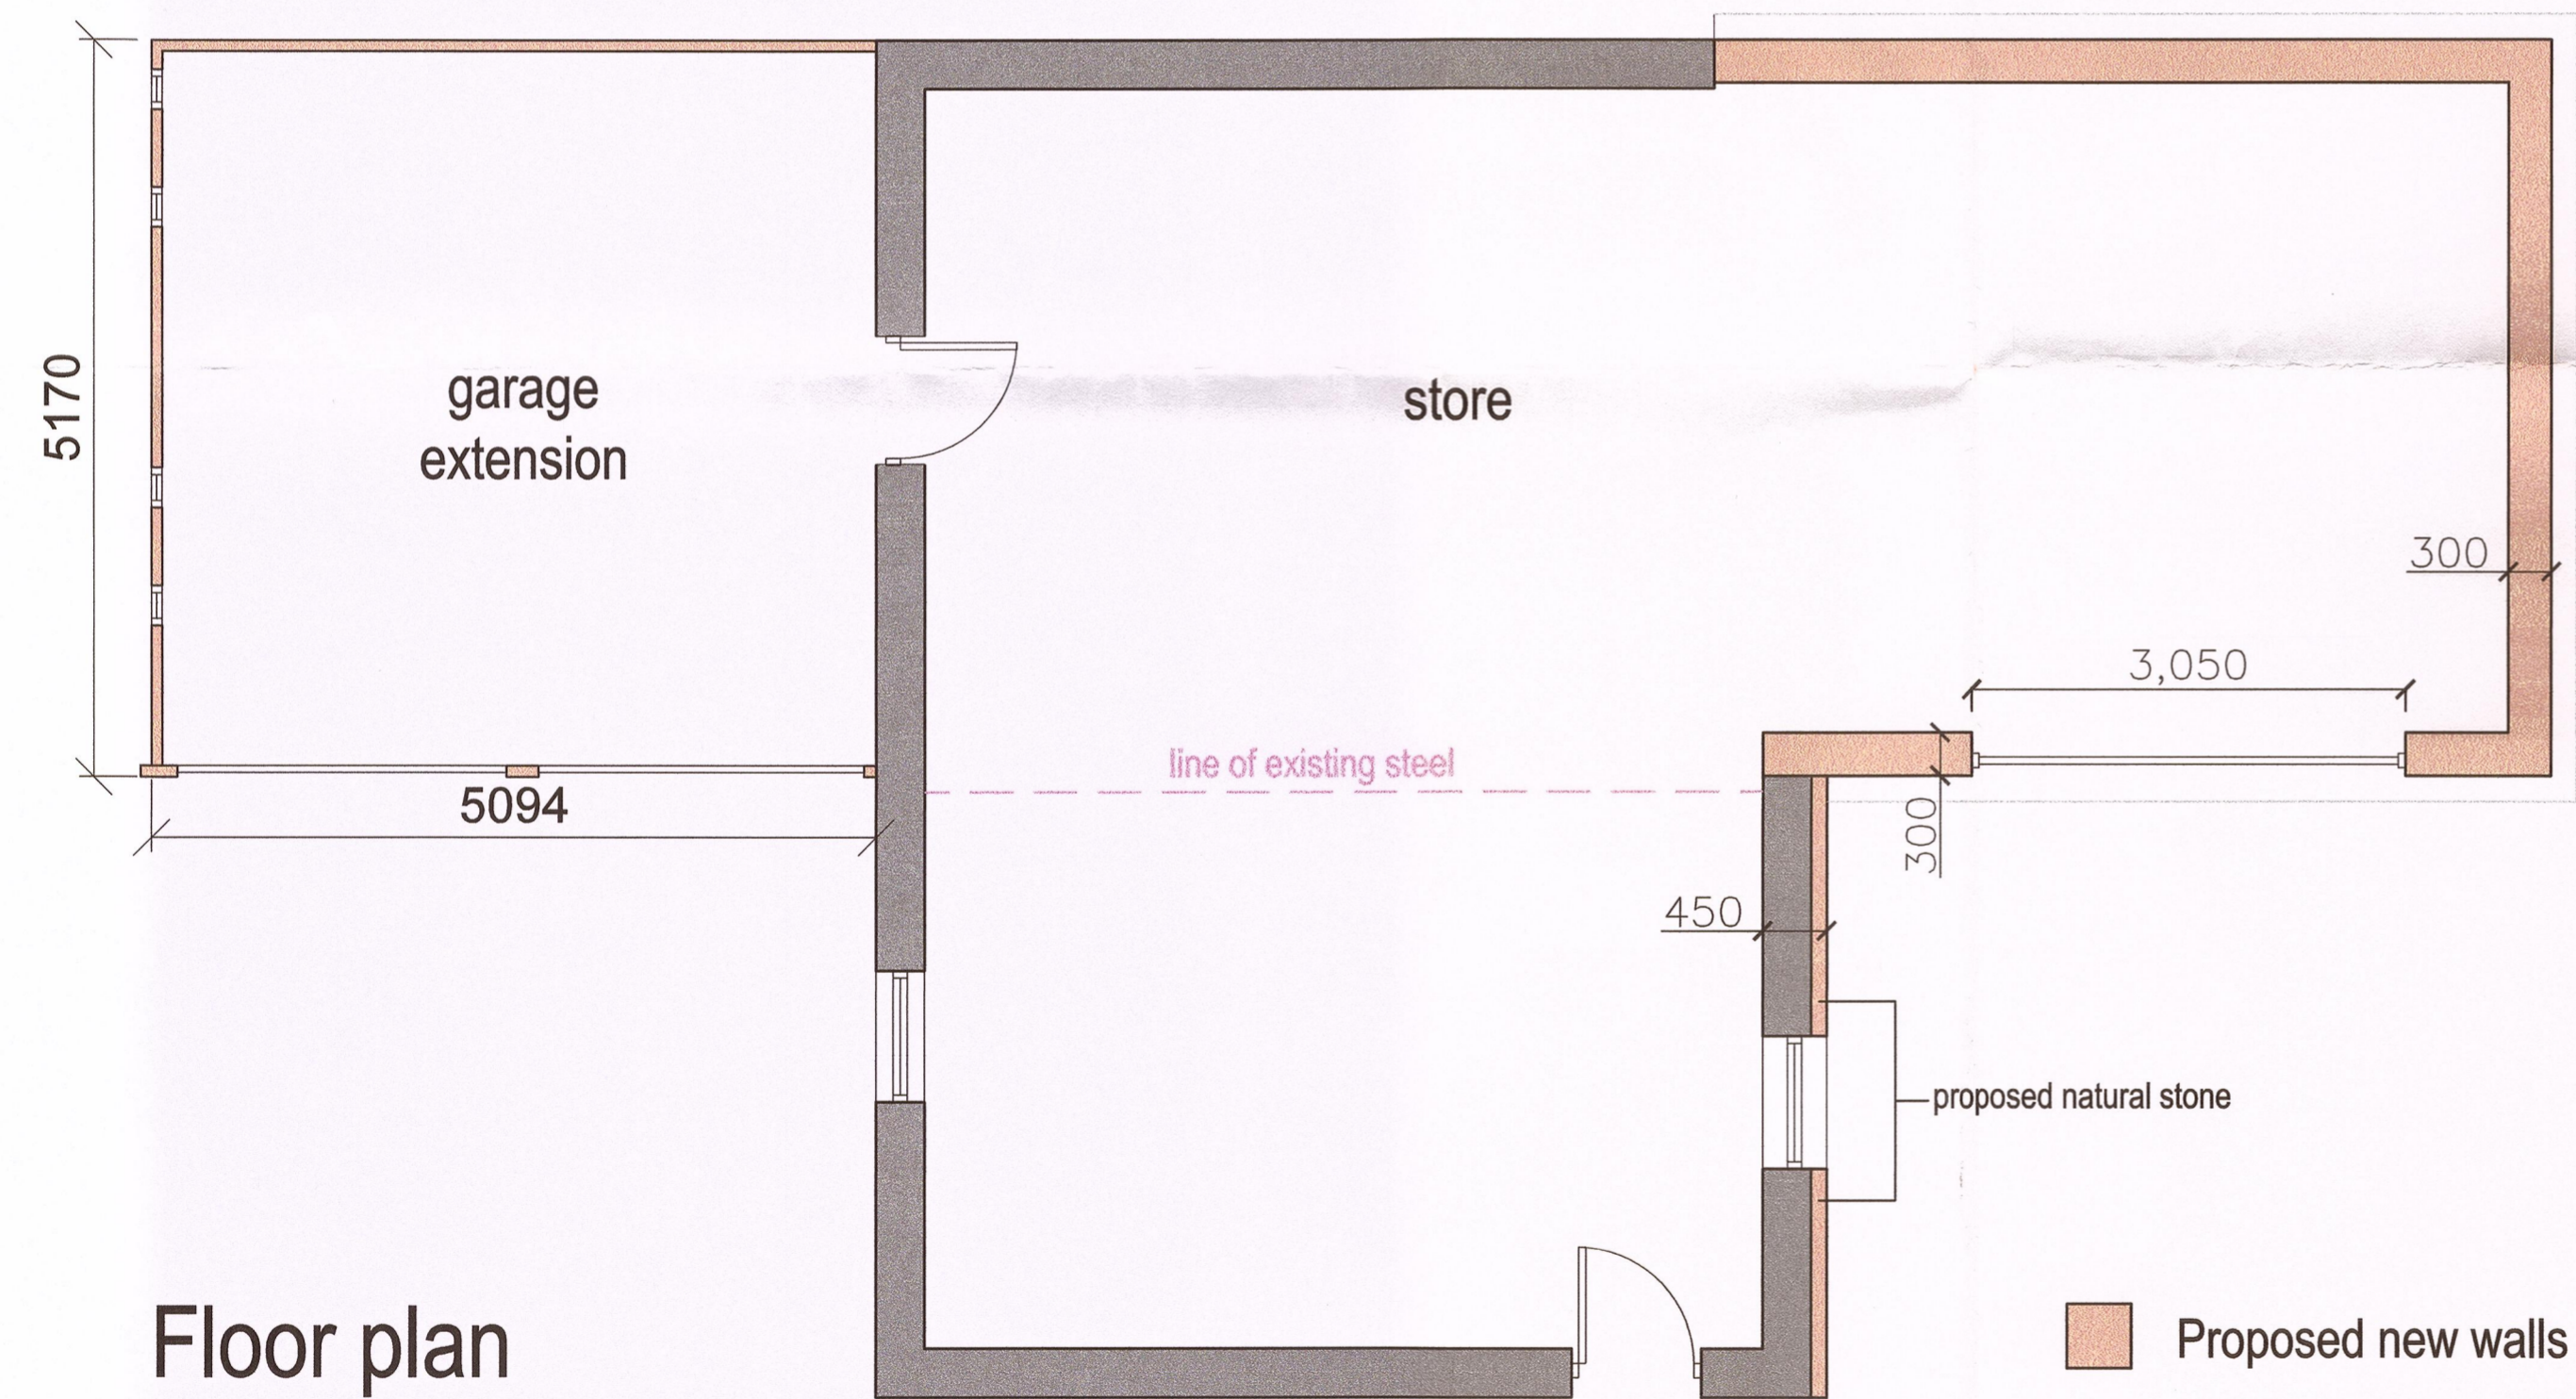 5170
garage
extension
store
300
3,050
line of existing steel
5094
300
450
proposed natural stone
Floor plan
Proposed new walls